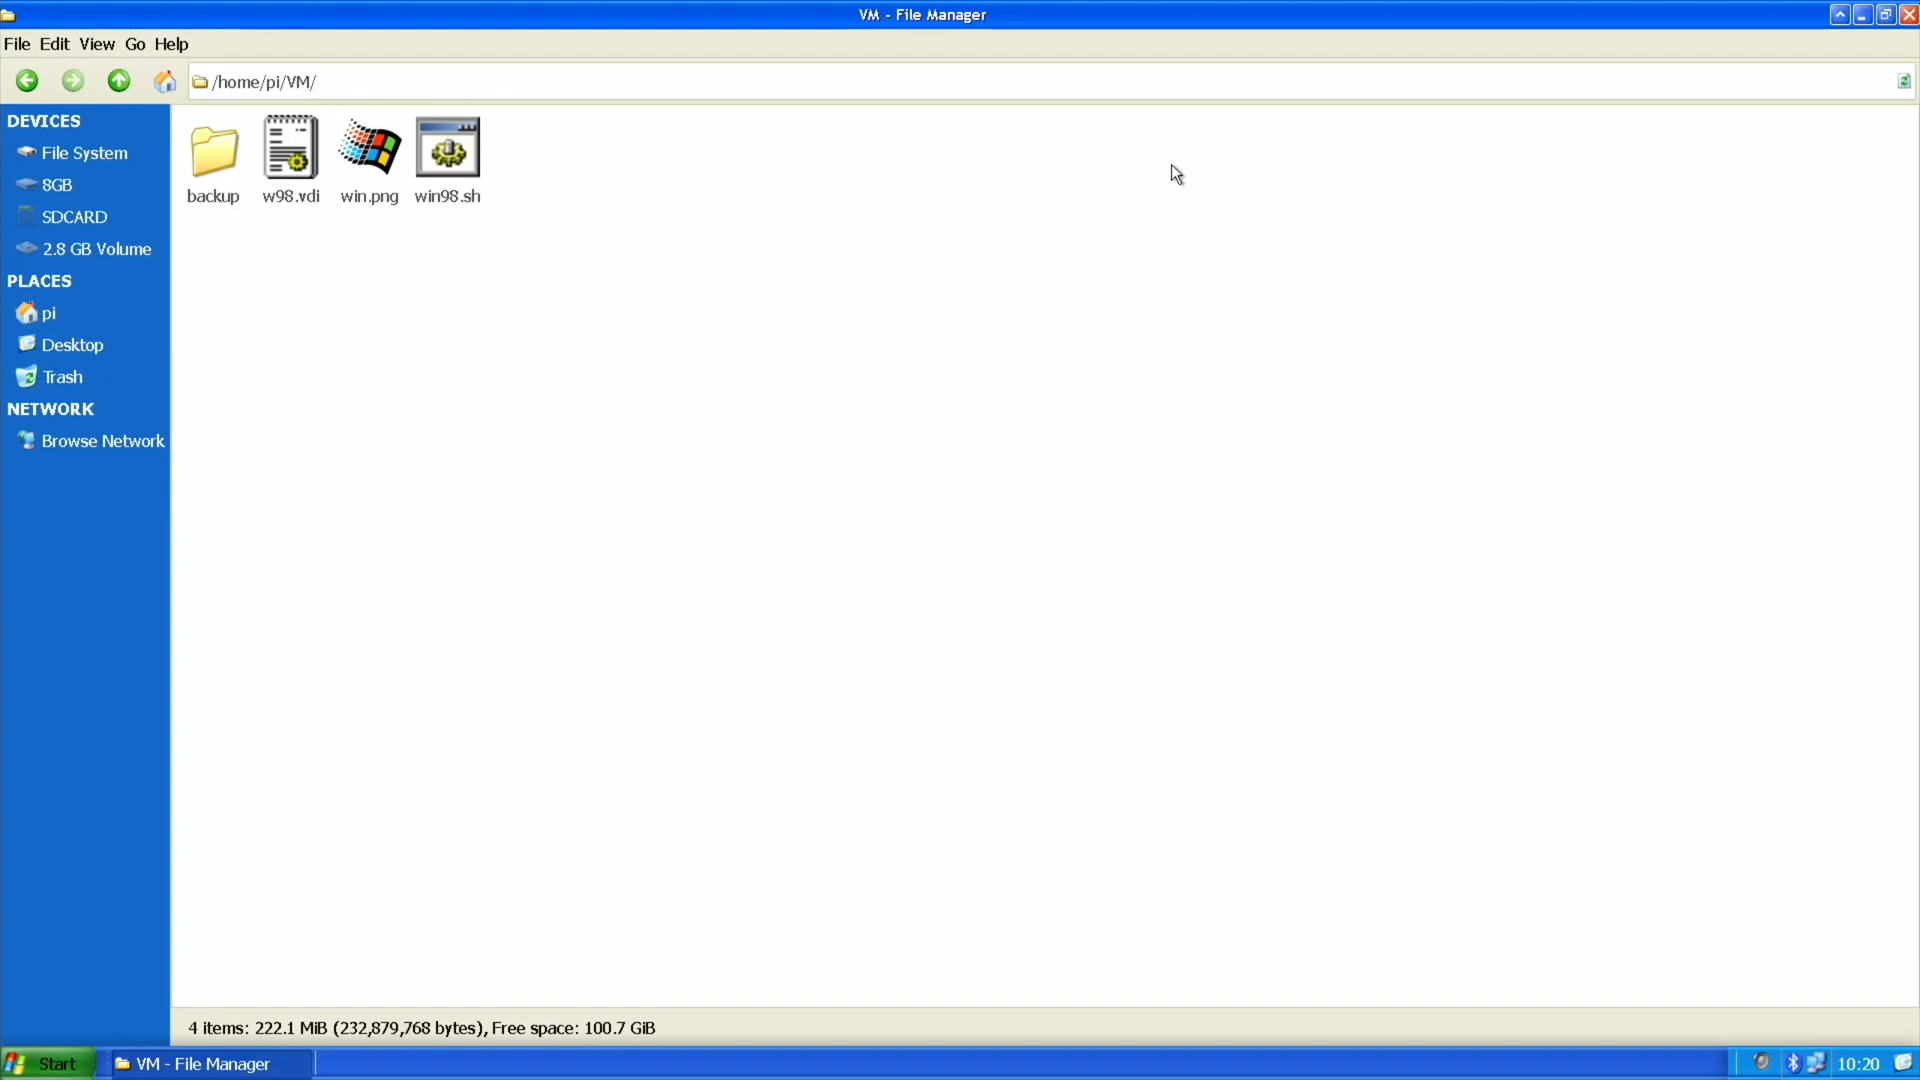 VM - File Manager
File Edit View Go Help
/home/pi/VM/
DEVICES
File System
8GB
SDCARD
2.8 GB Volume
PLACES
pi
Desktop
Trash
NETWORK
Browse Network
backup w98.vdi win.png win98.sh
4 items: 222.1 MiB (232,879,768 bytes), Free space: 100.7 GiB
Start VM - File Manager 10:20